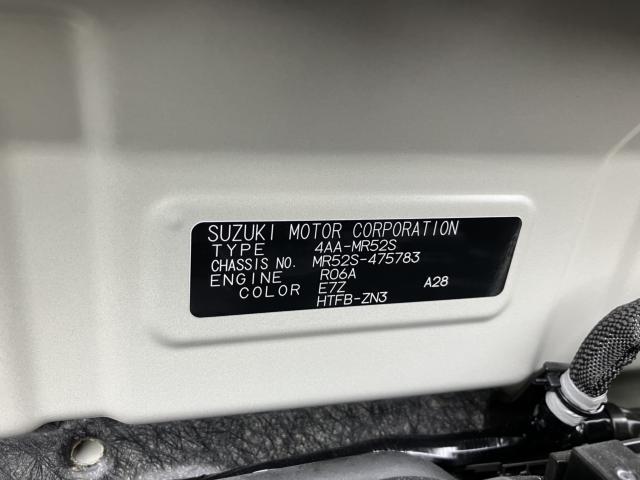 SUZUKI MOTOR CORPORATION
TYPE 4AA-MR52S
CHASSIS NO. MR52S-475783
ENGINE R06A
COLOR E7Z A28
HTFB-ZN3